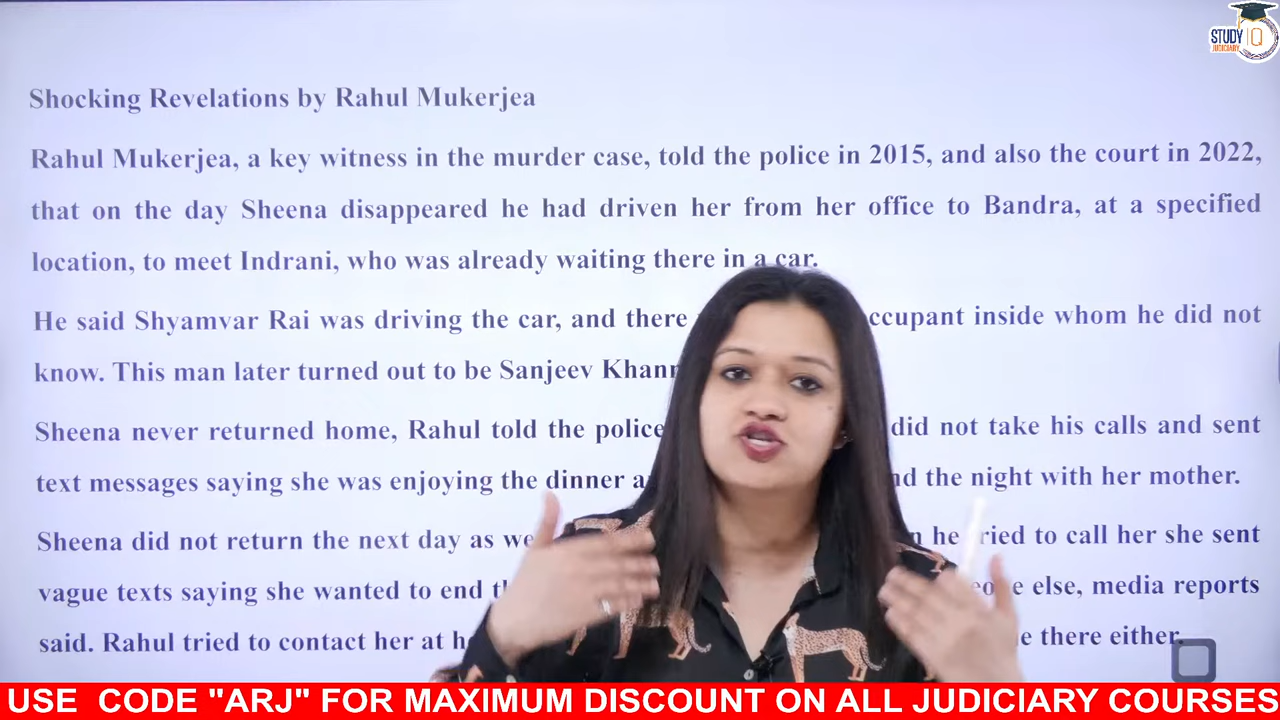 STUDY IQ
JUDICIARY
Shocking Revelations by Rahul Mukerjea
Rahul Mukerjea, a key witness in the murder case, told the police in 2015, and also the court in 2022,
that on the day Sheena disappeared he had driven her from her office to Bandra, at a specified
location, to meet Indrani, who was already waiting there in a car.
He said Shyamvar Rai was driving the car, and there ccupant inside whom he did not
know. This man later turned out to be Sanjeev Khann
Sheena never returned home, Rahul told the police did not take his calls and sent
text messages saying she was enjoying the dinner a nd the night with her mother.
Sheena did not return the next day as we n he ried to call her she sent
vague texts saying she wanted to end t else, media reports
said. Rahul tried to contact her at h e there either.
USE CODE "ARJ" FOR MAXIMUM DISCOUNT ON ALL JUDICIARY COURSES